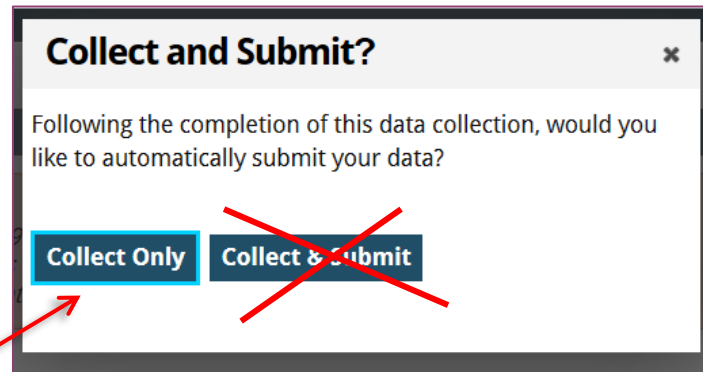 Collect and Submit?
Following the completion of this data collection, would you
like to automatically submit your data?
Collect Only
Collect & Submit